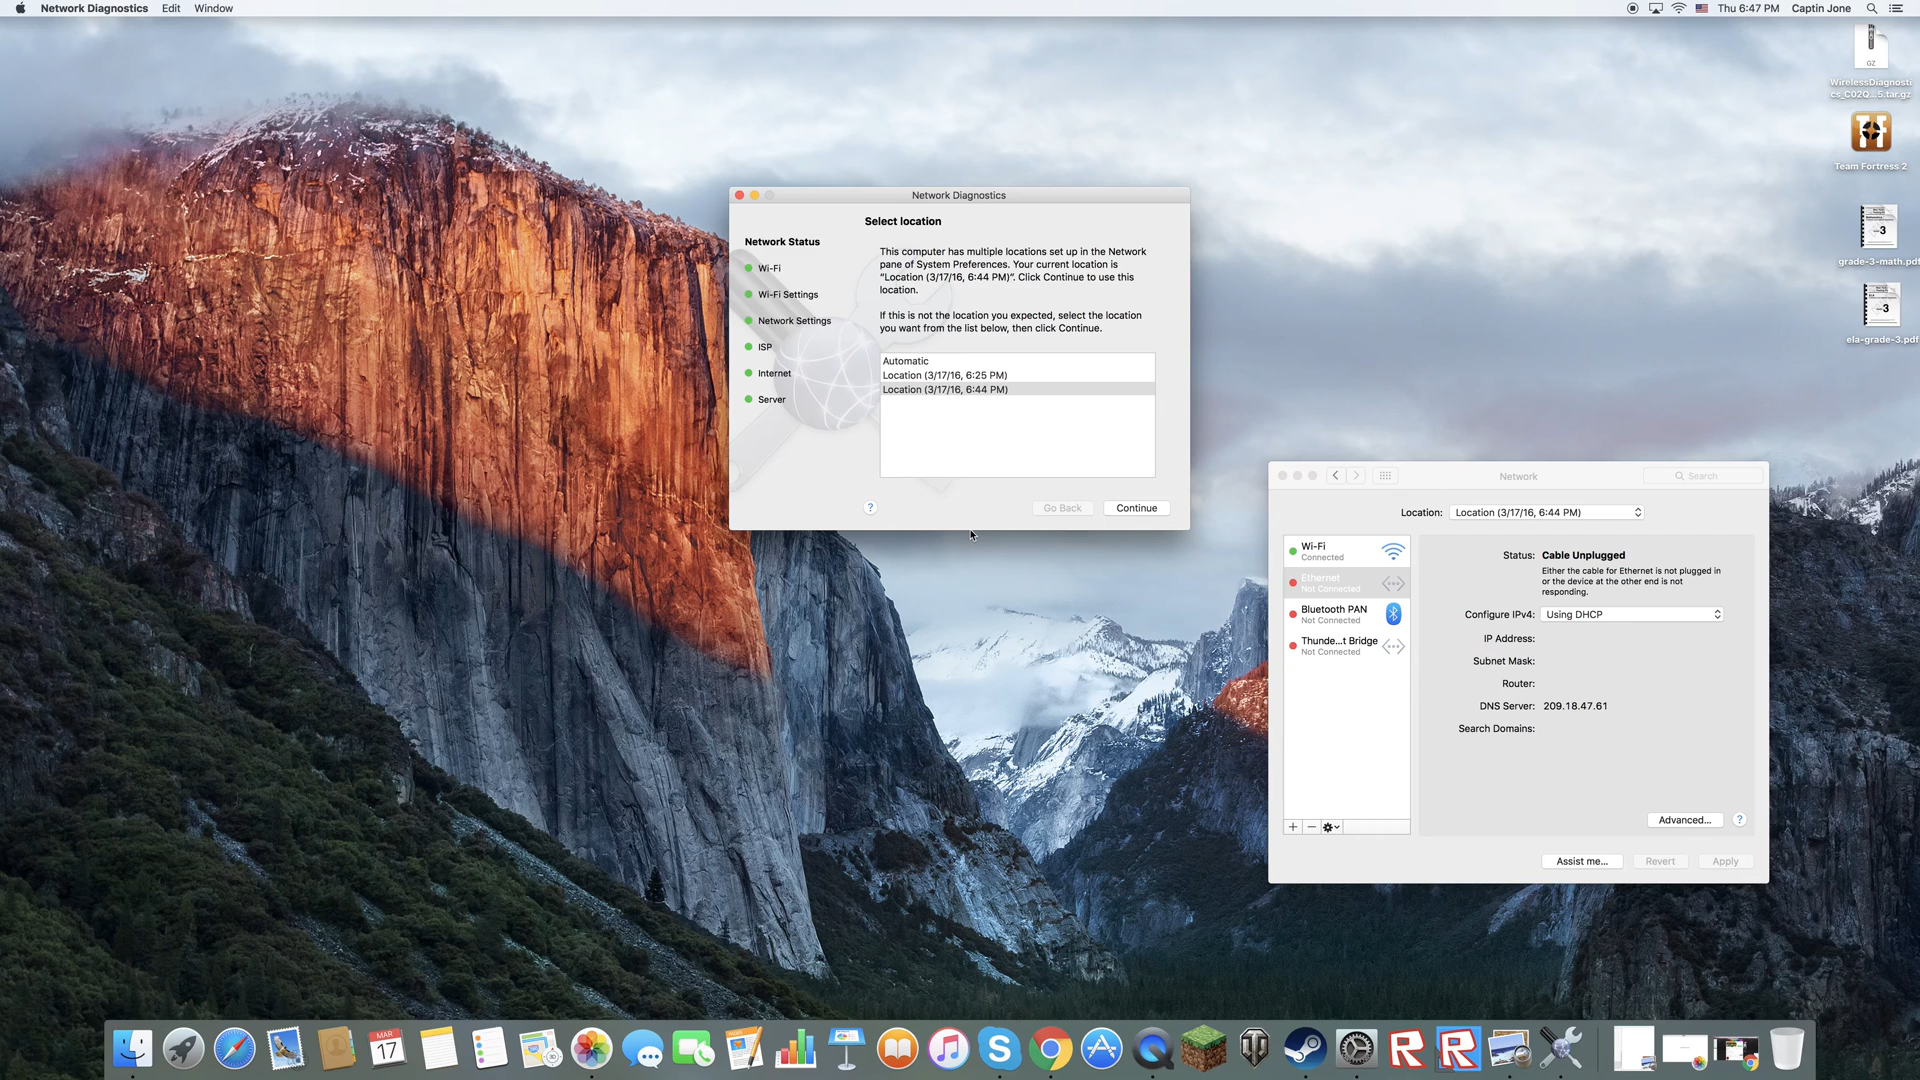 Network Diagnostics Edit Window
Thu 6:47 PM Captin Jone
GZ
WirelessDiagnosti
cs_C02Q...5.tar.gz
Team Fortress 2
grade-3-math.pdf
ela-grade-3.pdf
Network Diagnostics
Select location
Network Status
Wi-Fi
Wi-Fi Settings
Network Settings
ISP
Internet
Server
This computer has multiple locations set up in the Network
pane of System Preferences. Your current location is
“Location (3/17/16, 6:44 PM)”. Click Continue to use this
location.
If this is not the location you expected, select the location
you want from the list below, then click Continue.
Automatic
Location (3/17/16, 6:25 PM)
Location (3/17/16, 6:44 PM)
?
Go Back
Continue
Network
Search
Location: Location (3/17/16, 6:44 PM)
Wi-Fi
Connected
Ethernet
Not Connected
Bluetooth PAN
Not Connected
Thunde...t Bridge
Not Connected
Status: Cable Unplugged
Either the cable for Ethernet is not plugged in
or the device at the other end is not
responding.
Configure IPv4: Using DHCP
IP Address:
Subnet Mask:
Router:
DNS Server: 209.18.47.61
Search Domains:
Advanced...
?
Assist me...
Revert
Apply
MAR
17